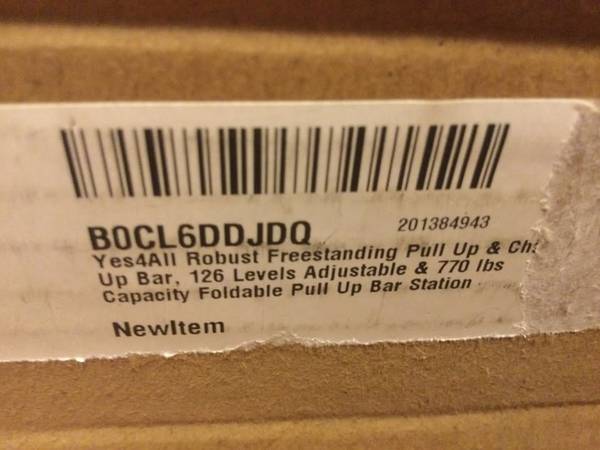 B0CL6DDJDQ 201384943
Yes4All Robust Freestanding Pull Up & Chi
Up Bar, 126 Levels Adjustable & 770 lbs
Capacity Foldable Pull Up Bar Station
NewItem